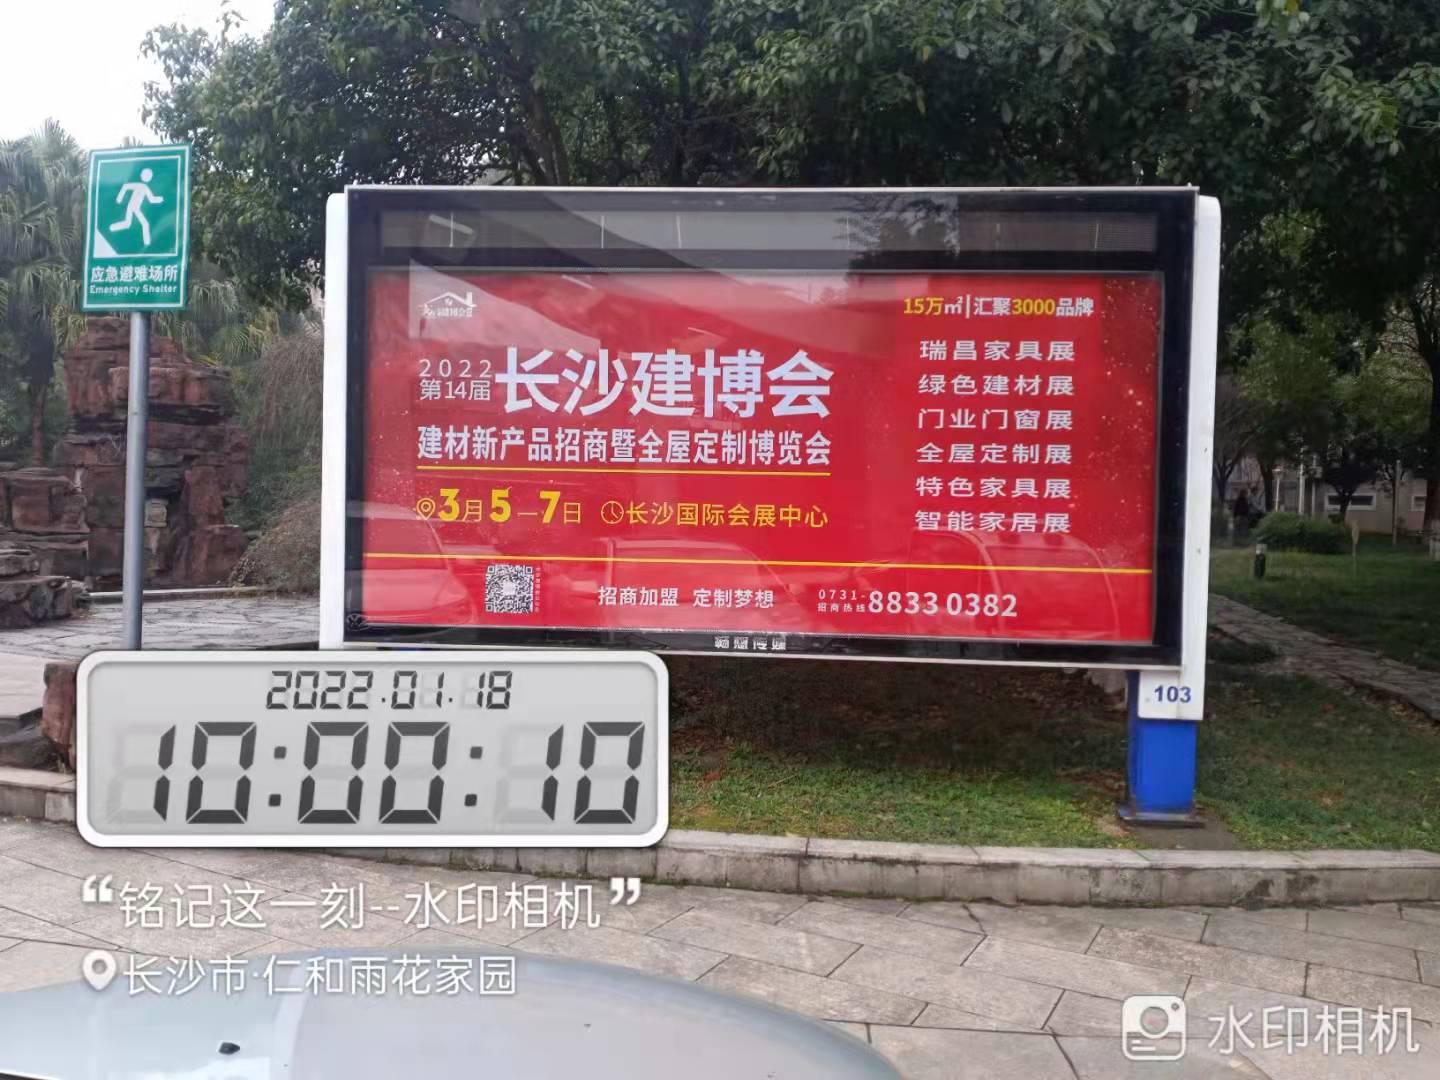 应急避难场所
Emergency Shelter
15万㎡|汇聚3000品牌
2022
第14届
长沙建博会
建材新产品招商暨全屋定制博览会
3月5—7日 长沙国际会展中心
瑞昌家具展
绿色建材展
门业门窗展
全屋定制展
特色家具展
智能家居展
招商加盟 定制梦想
0731-
招商热线
88330382
103
2022.01.18
10:00:10
“铭记这一刻--水印相机”
长沙市·仁和雨花家园
水印相机